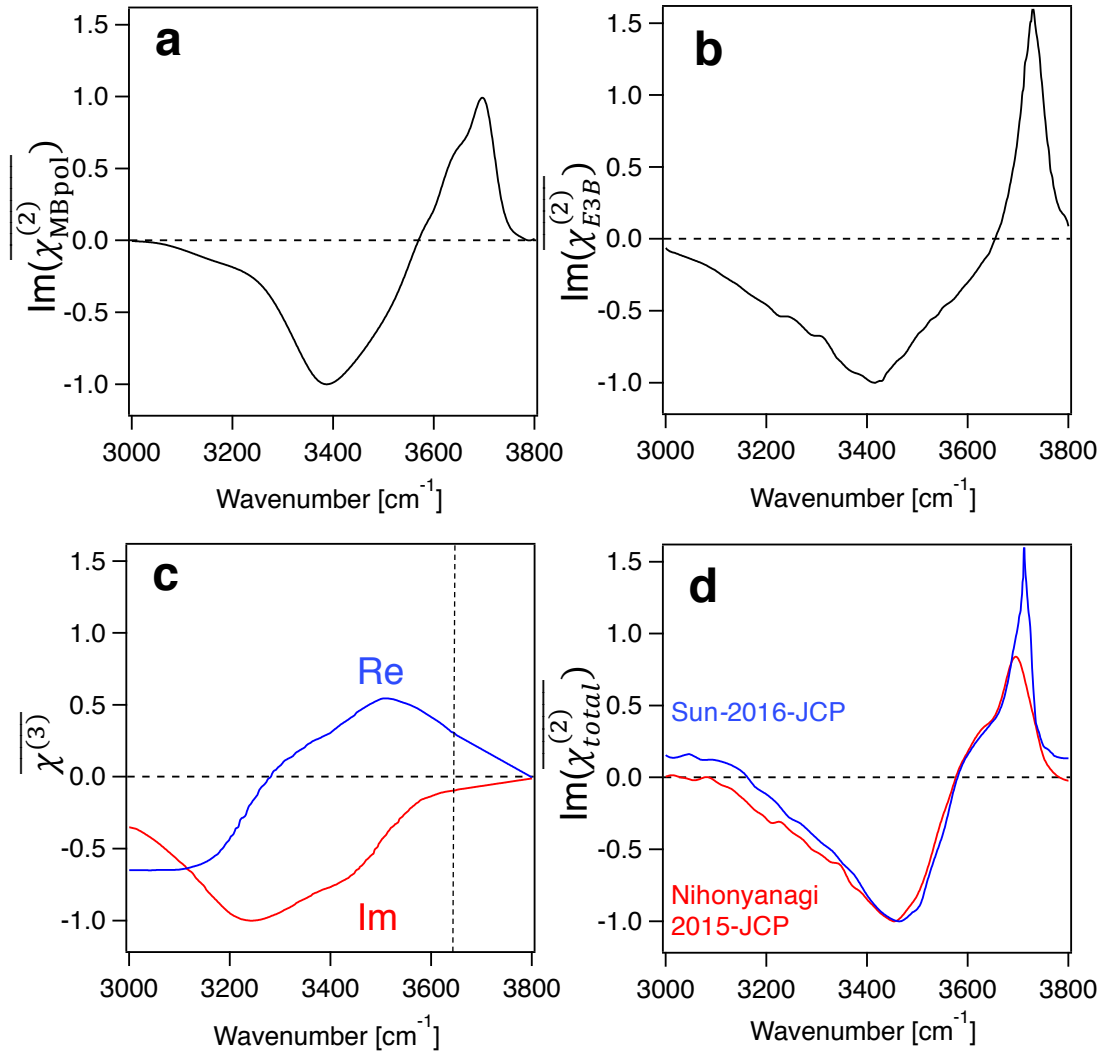 a
1.5
1.0
0.5
0.0
-0.5
-1.0
Im(χ(2)MBpol)
3000 3200 3400 3600 3800
Wavenumber [cm-1]
b
1.5
1.0
0.5
0.0
-0.5
-1.0
Im(χ(2)E3B)
3000 3200 3400 3600 3800
Wavenumber [cm-1]
c
1.5
1.0
0.5
0.0
-0.5
-1.0
χ(3)
Re
Im
3000 3200 3400 3600 3800
Wavenumber [cm-1]
d
1.5
1.0
0.5
0.0
-0.5
-1.0
Im(χ(2)total)
Sun-2016-JCP
Nihonyanagi
2015-JCP
3000 3200 3400 3600 3800
Wavenumber [cm-1]